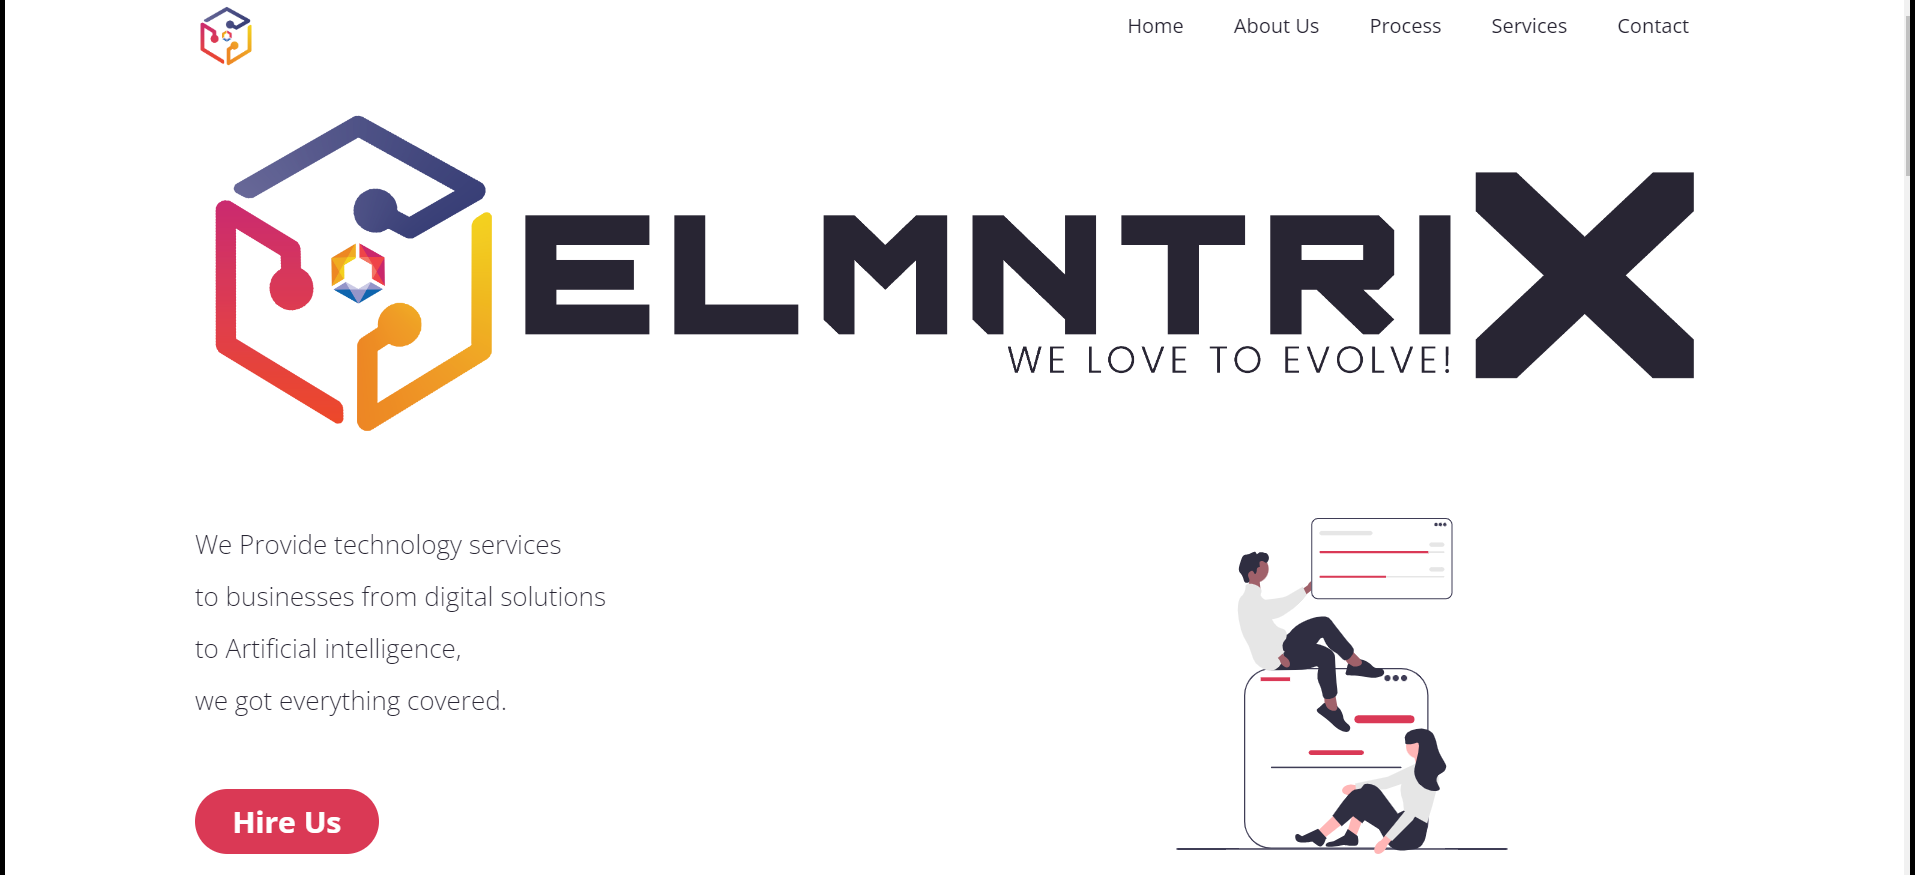 Home About Us Process Services Contact
ELMNTRIX
WE LOVE TO EVOLVE!
We Provide technology services
to businesses from digital solutions
to Artificial intelligence,
we got everything covered.
Hire Us